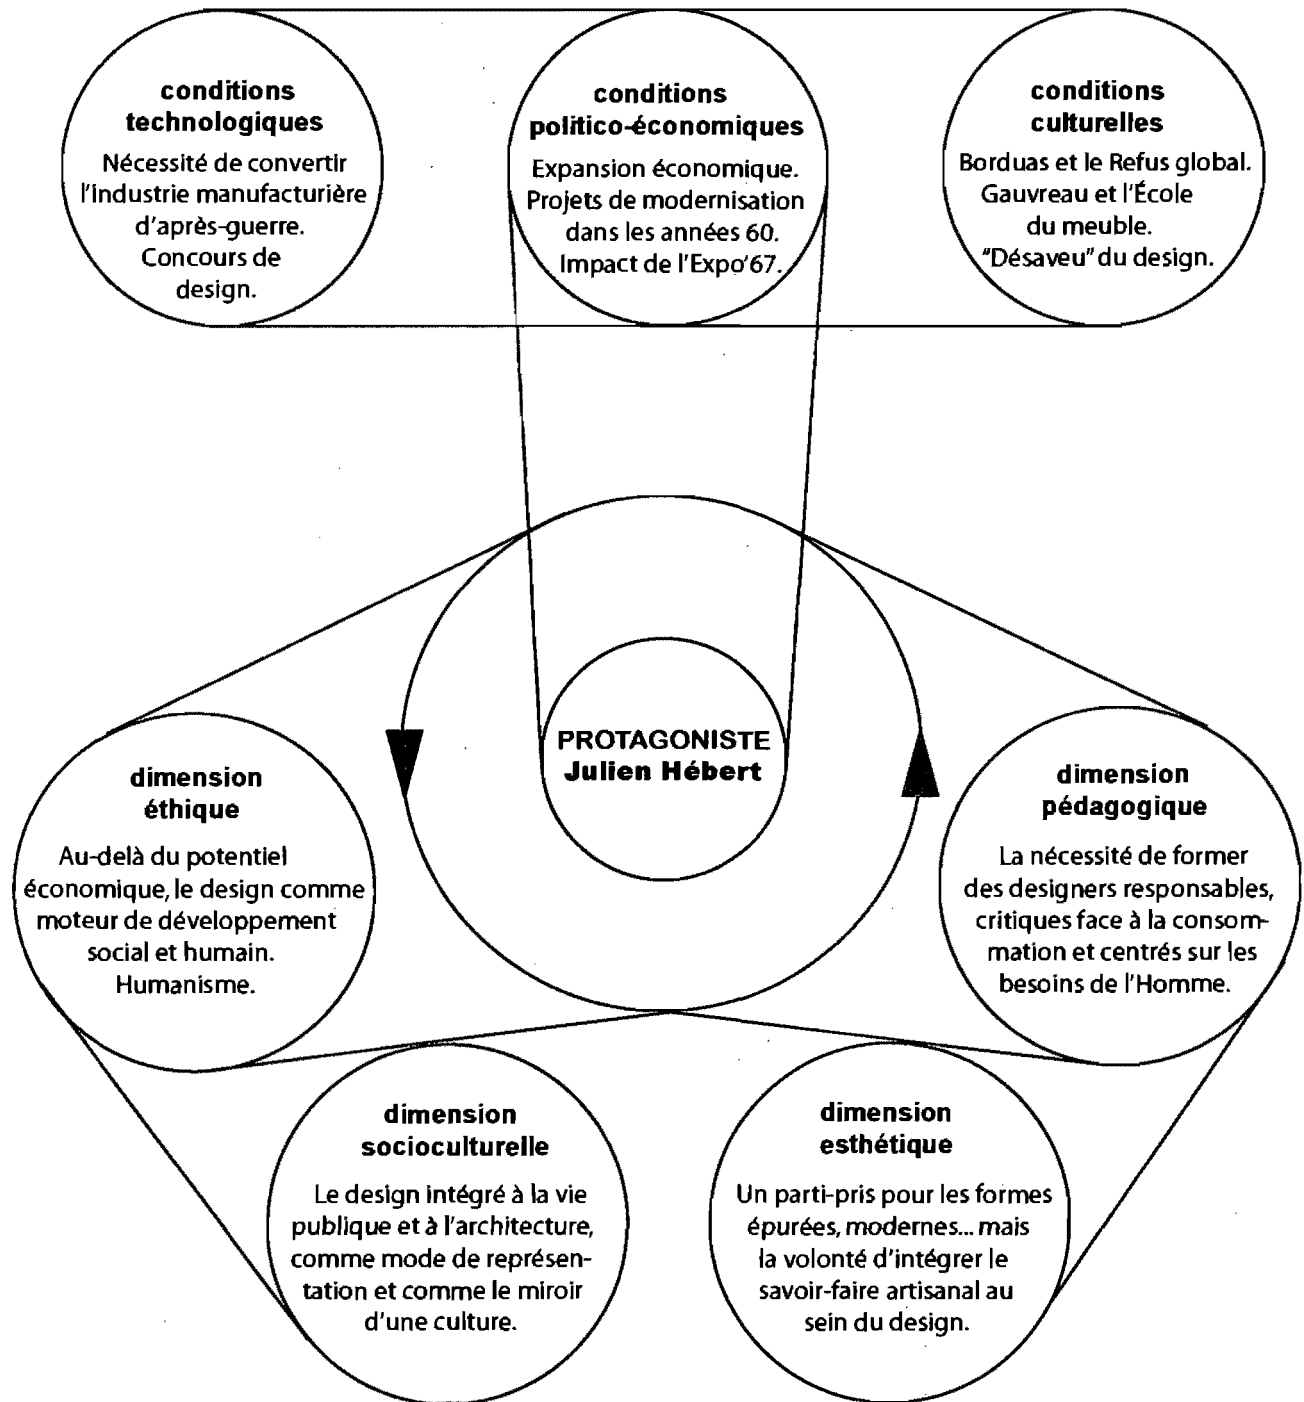 conditions
technologiques
Nécessité de convertir
l'industrie manufacturière
d'après-guerre.
Concours de
design.
conditions
politico-économiques
Expansion économique.
Projets de modernisation
dans les années 60.
Impact de l'Expo'67.
conditions
culturelles
Borduas et le Refus global.
Gauvreau et l'École
du meuble.
"Désaveu" du design.
PROTAGONISTE
Julien Hébert
dimension
éthique
Au-delà du potentiel
économique, le design comme
moteur de développement
social et humain.
Humanisme.
dimension
pédagogique
La nécessité de former
des designers responsables,
critiques face à la consom-
mation et centrés sur les
besoins de l'Homme.
dimension
socioculturelle
Le design intégré à la vie
publique et à l'architecture,
comme mode de représen-
tation et comme le miroir
d'une culture.
dimension
esthétique
Un parti-pris pour les formes
épurées, modernes... mais
la volonté d'intégrer le
savoir-faire artisanal au
sein du design.